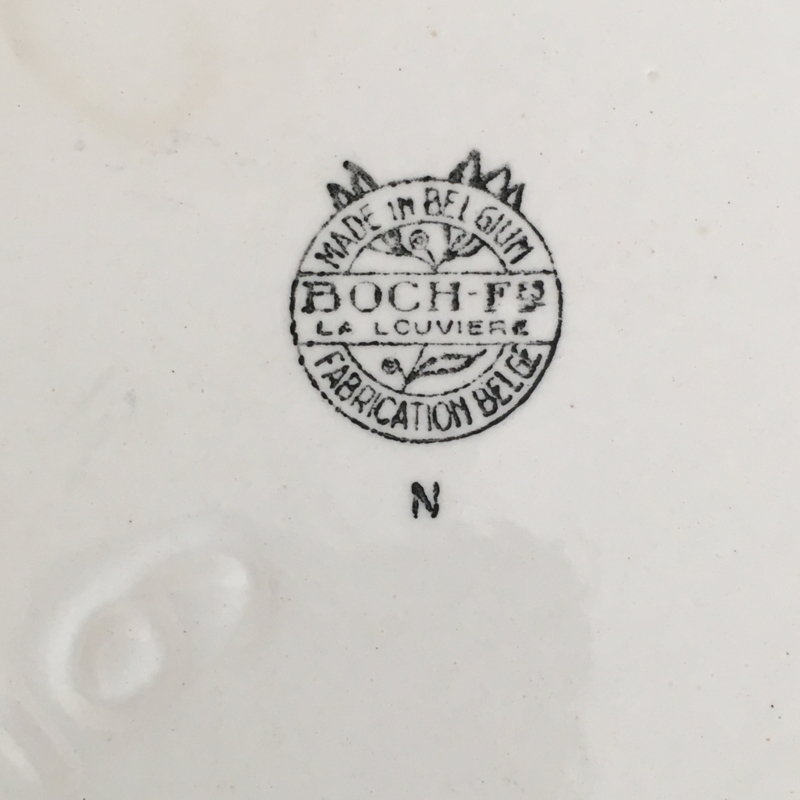 MADE IN BELGIUM
BOCH-Fs
LA LOUVIERE
FABRICATION BELGE
N